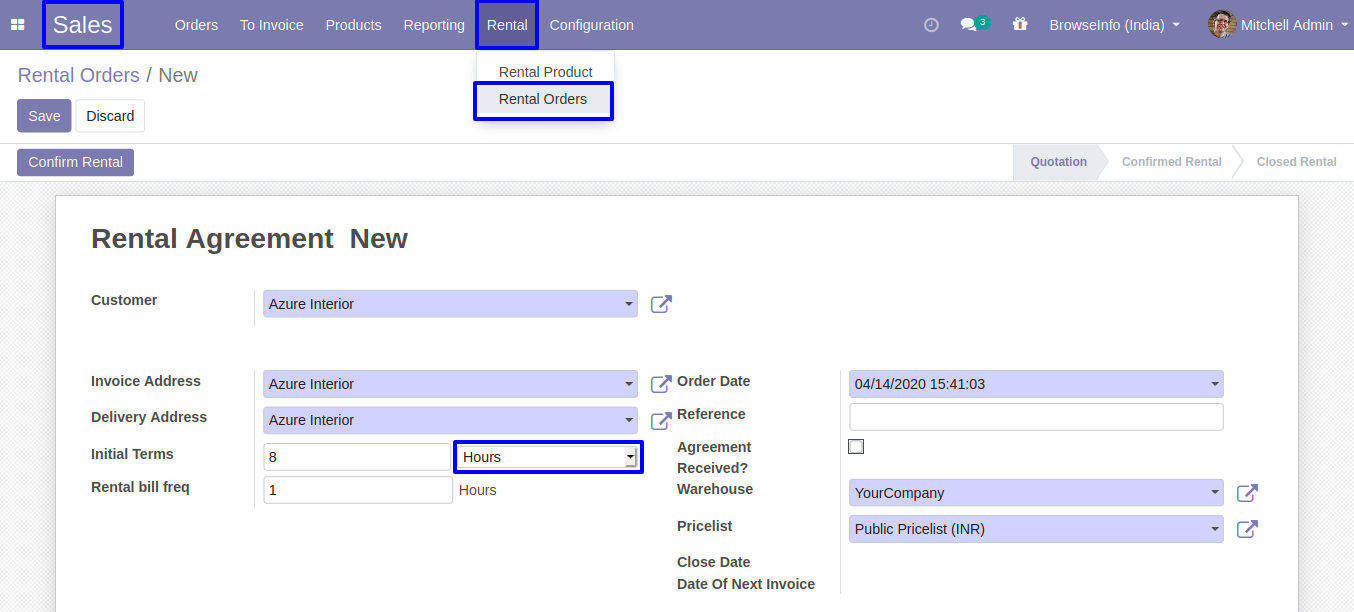 Sales Orders To Invoice Products Reporting Rental Configuration 3 BrowseInfo (India) Mitchell Admin
Rental Product
Rental Orders
Rental Orders / New
Save Discard
Confirm Rental Quotation Confirmed Rental Closed Rental
Rental Agreement New
Customer Azure Interior
Invoice Address Azure Interior Order Date 04/14/2020 15:41:03
Delivery Address Azure Interior Reference
Initial Terms 8 Hours Agreement Received?
Rental bill freq 1 Hours Warehouse YourCompany
Pricelist Public Pricelist (INR)
Close Date
Date Of Next Invoice